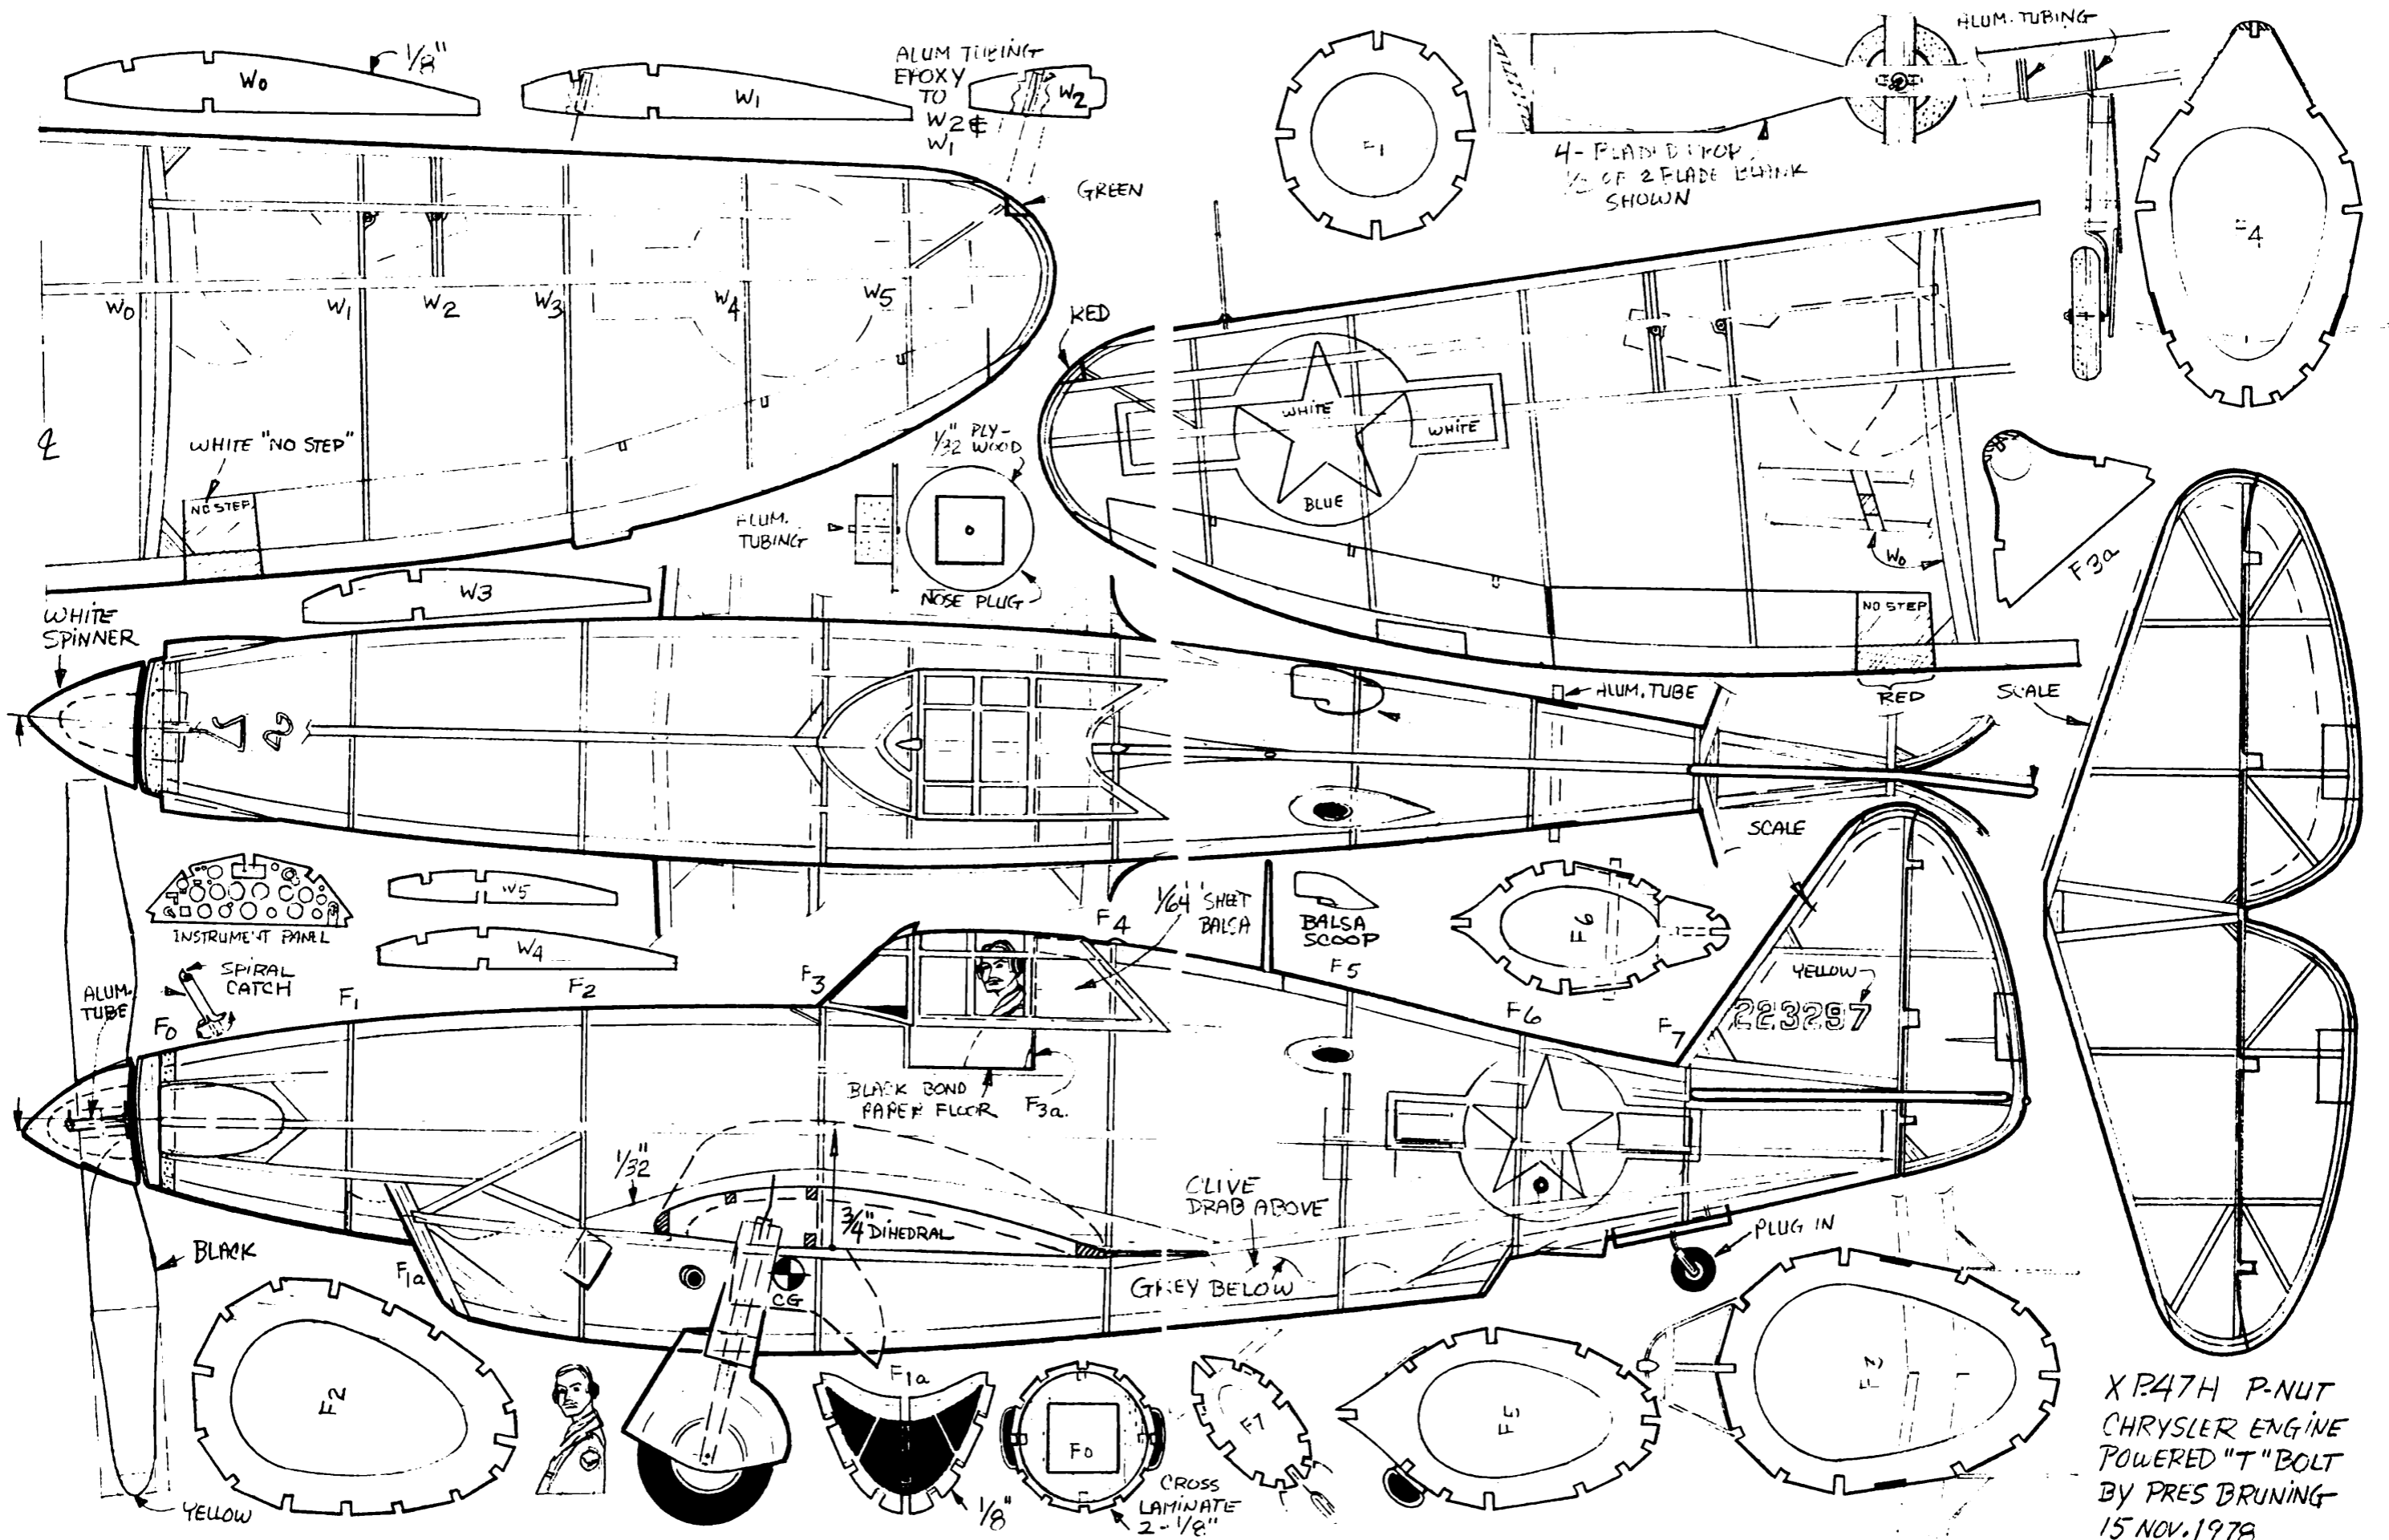 1/8"
W0
W1
ALUM TUBING
EPOXY
TO
W2 &
W1
W2
F1
4-BLADED PROP
1/2 OF 2 BLADE BLANK
SHOWN
ALUM. TUBING
F4
GREEN
W0
W1
W2
W3
W4
W5
RED
WHITE
WHITE
BLUE
℄
WHITE "NO STEP"
NO STEP
1/32" PLY-
WOOD
ALUM.
TUBING
NOSE PLUG
W0
F3a
NO STEP
RED
W3
WHITE
SPINNER
ALUM. TUBE
SCALE
SCALE
INSTRUMENT PANEL
W5
W4
1/64" SHEET
BALSA
BALSA
SCOOP
F6
SPIRAL
CATCH
ALUM.
TUBE
F0
F1
F2
F3
F4
F5
F6
F7
YELLOW
223297
BLACK BOND
PAPER FLOOR
F3a.
1/32"
3/4" DIHEDRAL
OLIVE
DRAB ABOVE
GREY BELOW
PLUG IN
BLACK
F1a
CG
F2
F1a
1/8"
F0
CROSS
LAMINATE
2-1/8"
F7
F5
F3
YELLOW
XP47H P-NUT
CHRYSLER ENGINE
POWERED "T" BOLT
BY PRES BRUNING
15 NOV. 1978